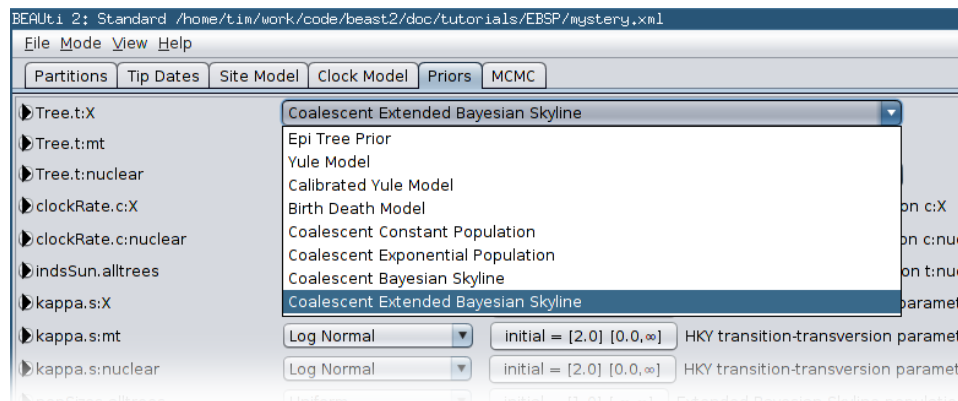 BEAUti 2: Standard /home/tim/work/code/beast2/doc/tutorials/EBSP/mystery.xml
File Mode View Help
Partitions Tip Dates Site Model Clock Model Priors MCMC
Tree.t:X Coalescent Extended Bayesian Skyline
Epi Tree Prior
Tree.t:mt
Yule Model
Tree.t:nuclear
Calibrated Yule Model
clockRate.c:X Birth Death Model on c:X
clockRate.c:nuclear Coalescent Constant Population on c:nu
Coalescent Exponential Population
indsSun.alltrees Coalescent Bayesian Skyline on t:nu
kappa.s:X Coalescent Extended Bayesian Skyline paramet
kappa.s:mt Log Normal initial = [2.0] [0.0,∞] HKY transition-transversion paramet
kappa.s:nuclear Log Normal initial = [2.0] [0.0,∞] HKY transition-transversion paramet